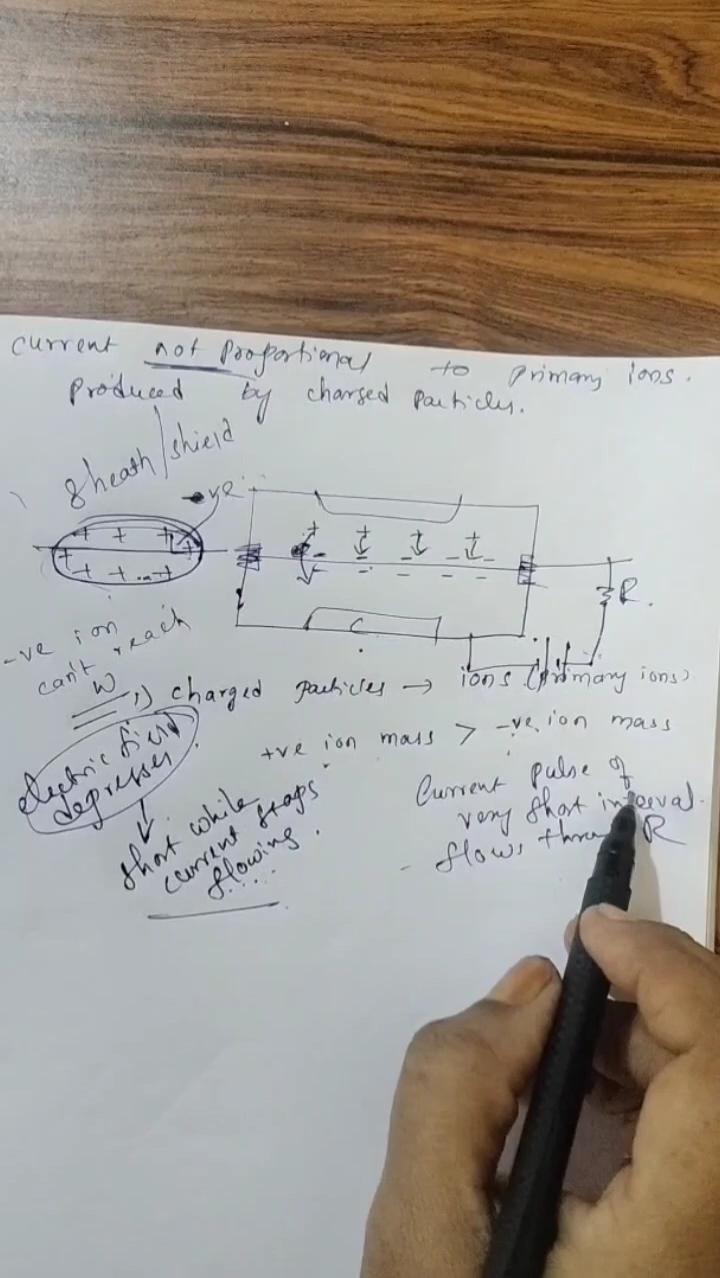 Current not proportional to primary ions.
produced by charged particles.
sheath/shield
-ve
+ + +
+ +
+ + ... +
+ + + +
- - - - -
- - - -
R.
C
-ve ion
can't reach
W
1) charged particles → ions (primary ions)
+ve ion mass > -ve ion mass
electric field
depresses.
short while
current stops
flowing.
Current pulse of
very short interval.
flows R